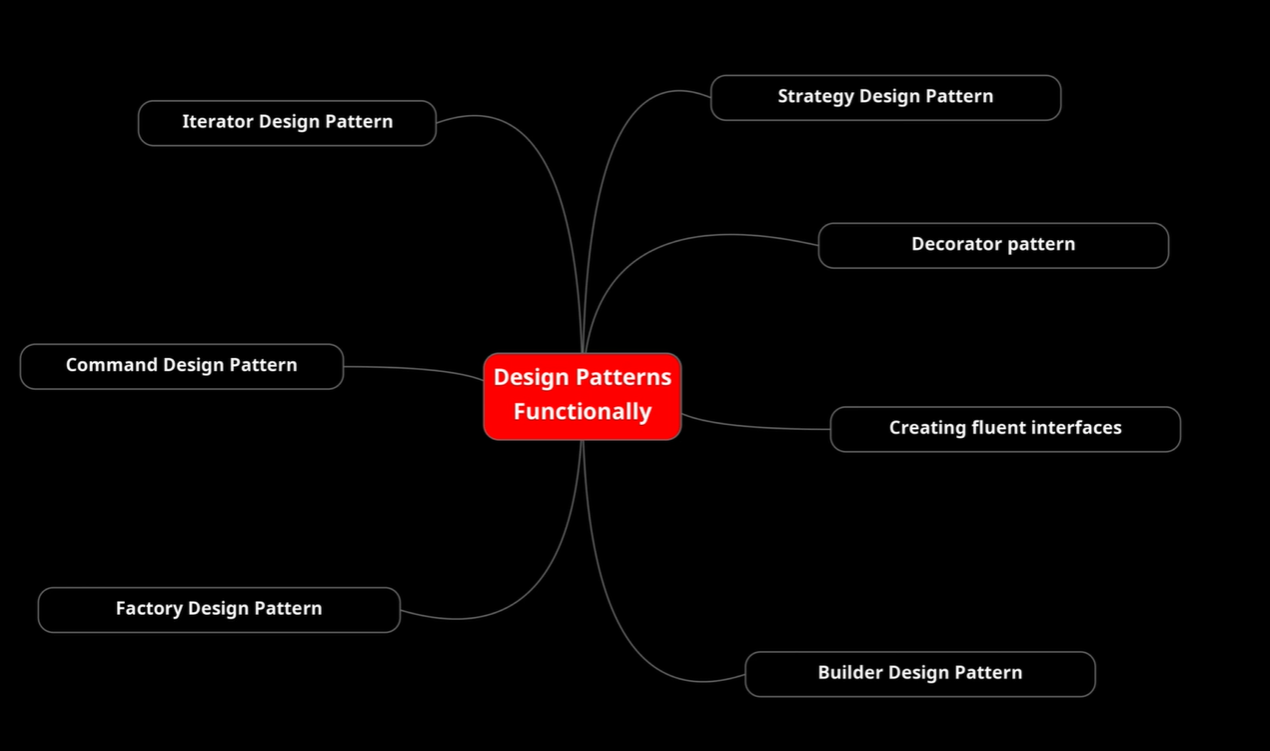 Strategy Design Pattern
Iterator Design Pattern
Decorator pattern
Command Design Pattern
Design Patterns
Functionally
Creating fluent interfaces
Factory Design Pattern
Builder Design Pattern